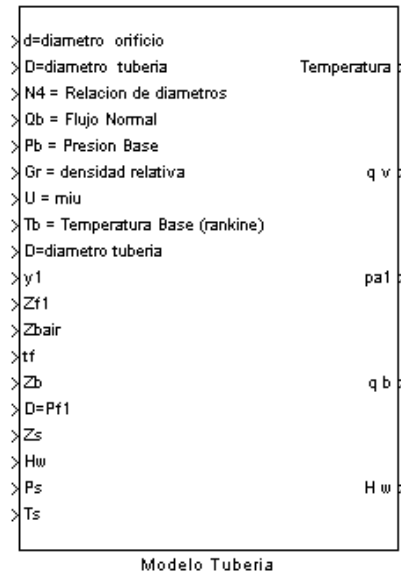 d=diametro orificio
D=diametro tuberia
Temperatura
N4 = Relacion de diametros
Qb = Flujo Normal
Pb = Presion Base
Gr = densidad relativa
q v
U = miu
Tb = Temperatura Base (rankine)
D=diametro tuberia
y1
pa1
Zf1
Zbair
tf
Zb
q b
D=Pf1
Zs
Hw
Ps
H w
Ts
Modelo Tuberia